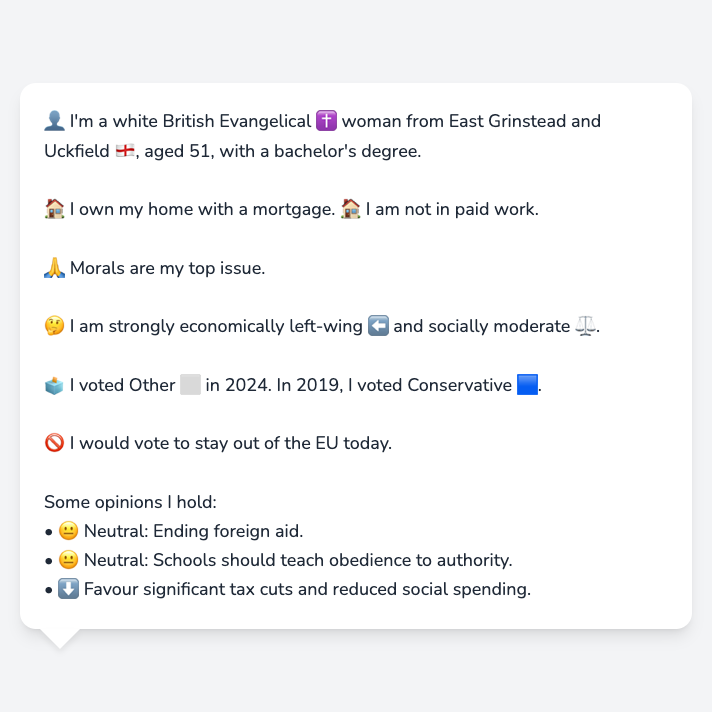 👤 I'm a white British Evangelical ✝️ woman from East Grinstead and
Uckfield 🏴󠁧󠁢󠁥󠁮󠁧󠁿, aged 51, with a bachelor's degree.
🏠 I own my home with a mortgage. 🏠 I am not in paid work.
🙏 Morals are my top issue.
🤔 I am strongly economically left-wing ⬅️ and socially moderate ⚖️.
🗳️ I voted Other ⬜ in 2024. In 2019, I voted Conservative 🟦.
🚫 I would vote to stay out of the EU today.
Some opinions I hold:
• 😐 Neutral: Ending foreign aid.
• 😐 Neutral: Schools should teach obedience to authority.
• ⬇️ Favour significant tax cuts and reduced social spending.